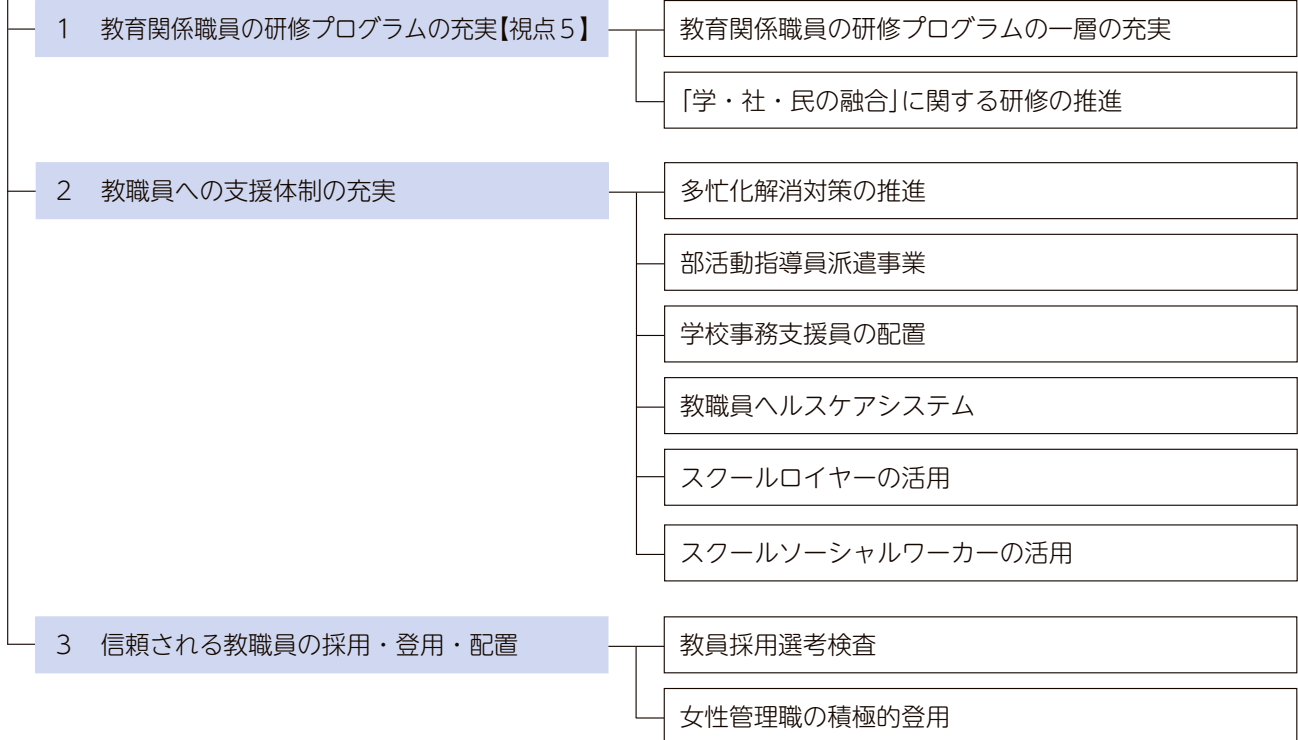 1 教育関係職員の研修プログラムの充実【視点5】
教育関係職員の研修プログラムの一層の充実
「学・社・民の融合」に関する研修の推進
2 教職員への支援体制の充実
多忙化解消対策の推進
部活動指導員派遣事業
学校事務支援員の配置
教職員ヘルスケアシステム
スクールロイヤーの活用
スクールソーシャルワーカーの活用
3 信頼される教職員の採用・登用・配置
教員採用選考検査
女性管理職の積極的登用